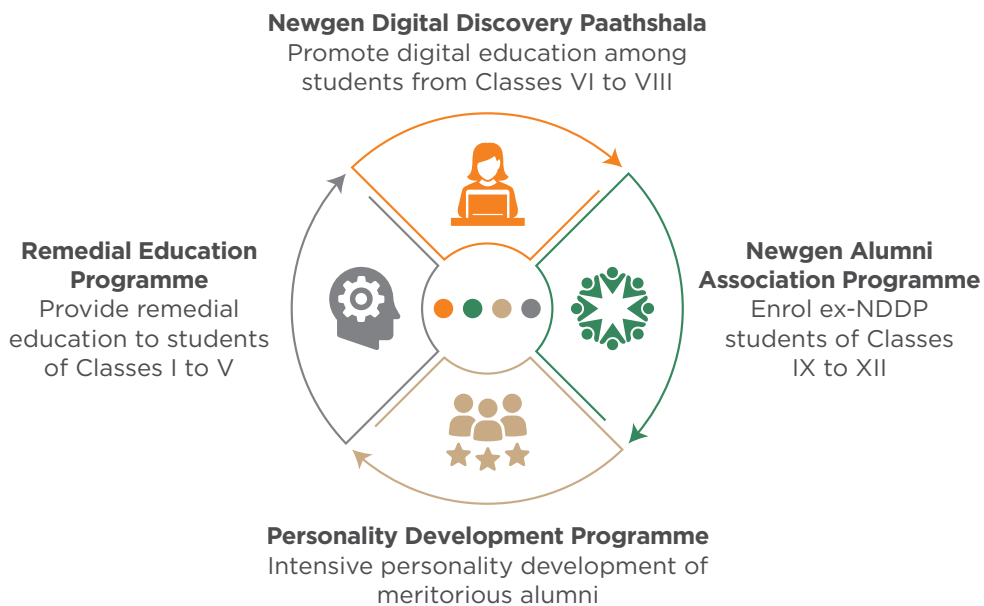 Newgen Digital Discovery Paathshala
Promote digital education among
students from Classes VI to VIII
Remedial Education
Programme
Provide remedial
education to students
of Classes I to V
Newgen Alumni
Association Programme
Enrol ex-NDDP
students of Classes
IX to XII
Personality Development Programme
Intensive personality development of
meritorious alumni